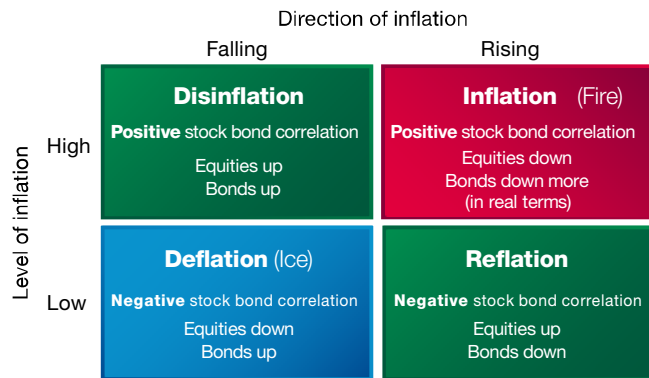 Direction of inflation
Falling
Rising
Level of inflation
High
Disinflation
Positive stock bond correlation
Equities up
Bonds up
Inflation (Fire)
Positive stock bond correlation
Equities down
Bonds down more
(in real terms)
Low
Deflation (Ice)
Negative stock bond correlation
Equities down
Bonds up
Reflation
Negative stock bond correlation
Equities up
Bonds down